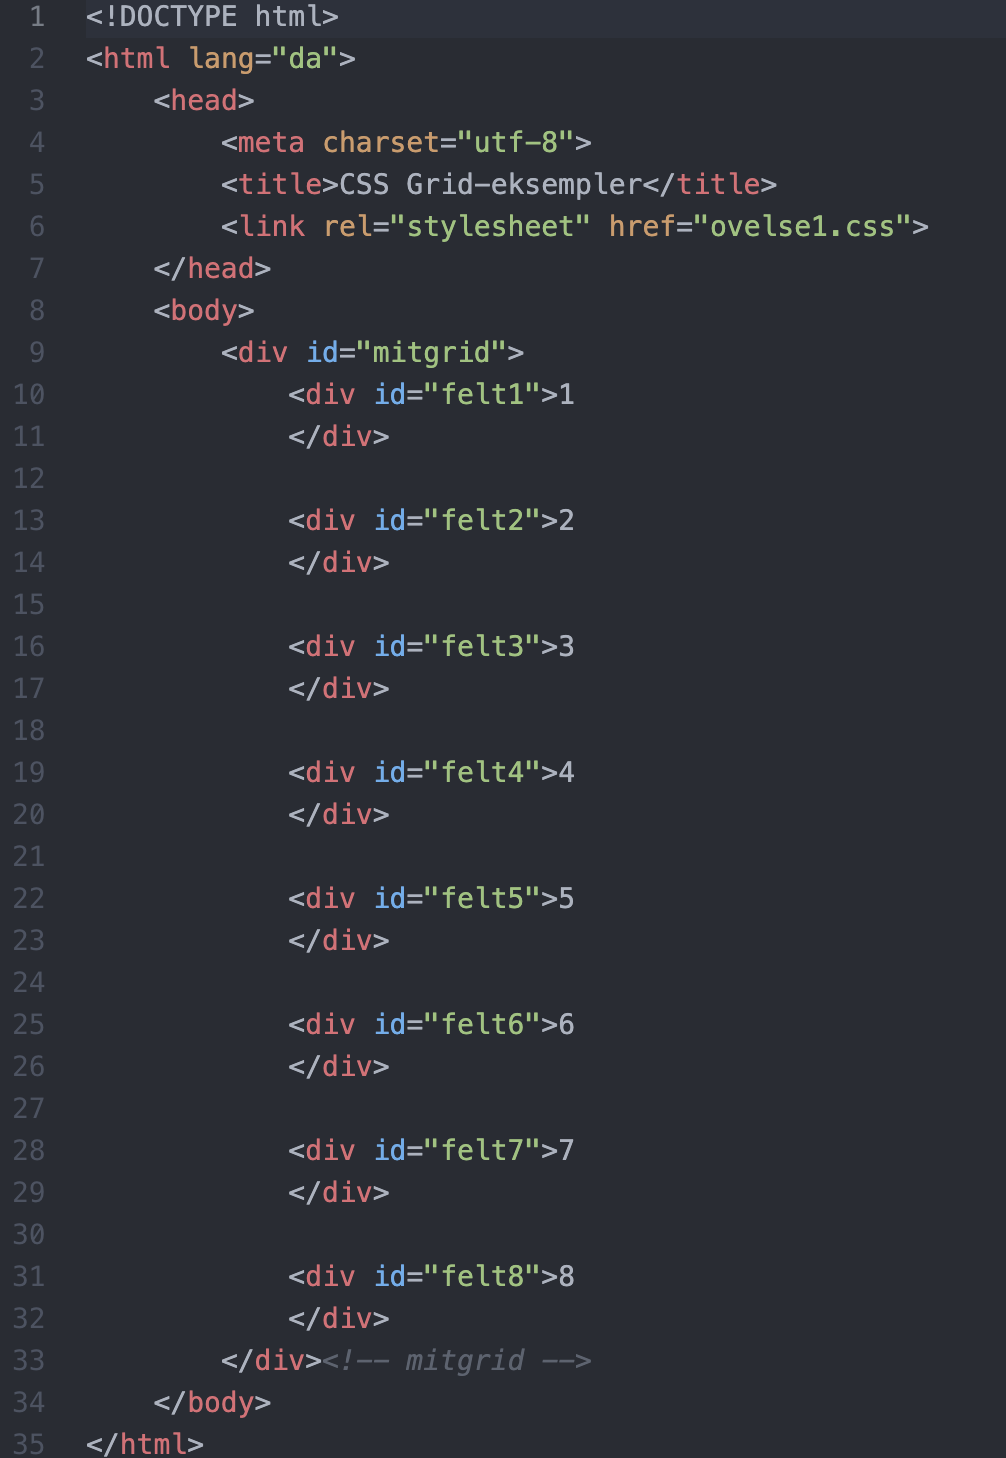 1 <!DOCTYPE html>
2 <html lang="da">
3     <head>
4         <meta charset="utf-8">
5         <title>CSS Grid-eksempler</title>
6         <link rel="stylesheet" href="ovelse1.css">
7     </head>
8     <body>
9         <div id="mitgrid">
10             <div id="felt1">1
11             </div>
12
13             <div id="felt2">2
14             </div>
15
16             <div id="felt3">3
17             </div>
18
19             <div id="felt4">4
20             </div>
21
22             <div id="felt5">5
23             </div>
24
25             <div id="felt6">6
26             </div>
27
28             <div id="felt7">7
29             </div>
30
31             <div id="felt8">8
32             </div>
33         </div><!-- mitgrid -->
34     </body>
35 </html>